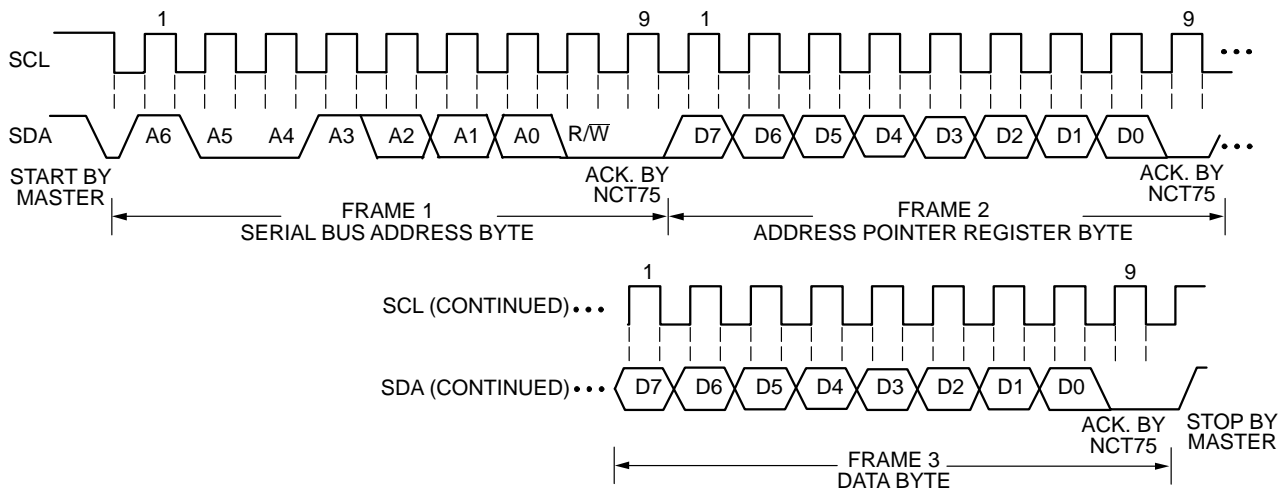 1 9 1 9
SCL
SDA A6 A5 A4 A3 A2 A1 A0 R/W̅ D7 D6 D5 D4 D3 D2 D1 D0
START BY
MASTER
ACK. BY
NCT75
ACK. BY
NCT75
FRAME 1
SERIAL BUS ADDRESS BYTE
FRAME 2
ADDRESS POINTER REGISTER BYTE
1 9
SCL (CONTINUED)
SDA (CONTINUED) D7 D6 D5 D4 D3 D2 D1 D0
ACK. BY
NCT75
STOP BY
MASTER
FRAME 3
DATA BYTE